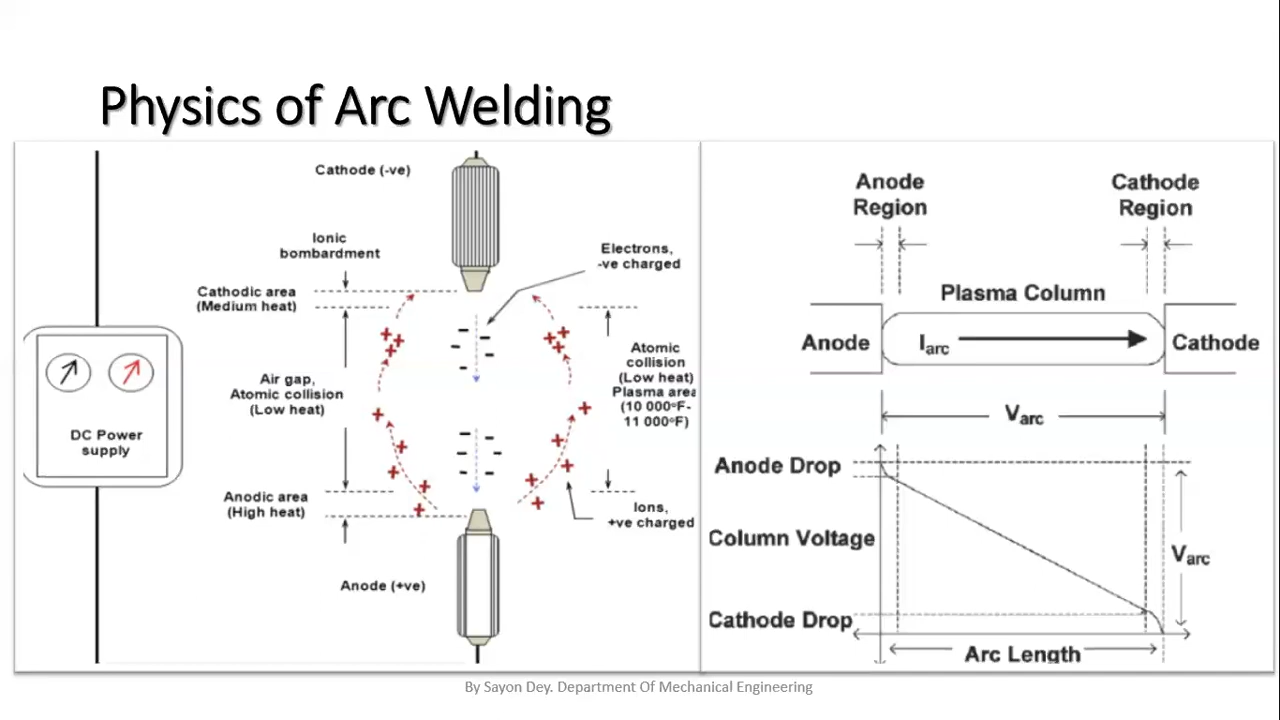 Physics of Arc Welding
Cathode (-ve)
Ionic
bombardment
Electrons,
-ve charged
Cathodic area
(Medium heat)
Air gap,
Atomic collision
(Low heat)
Atomic
collision
(Low heat)
Plasma area
(10 000°F-
11 000°F)
DC Power
supply
Anodic area
(High heat)
Ions,
+ve charged
Anode (+ve)
Anode
Region
Cathode
Region
Plasma Column
Anode
Iarc
Cathode
Varc
Anode Drop
Column Voltage
Varc
Cathode Drop
Arc Length
By Sayon Dey. Department Of Mechanical Engineering